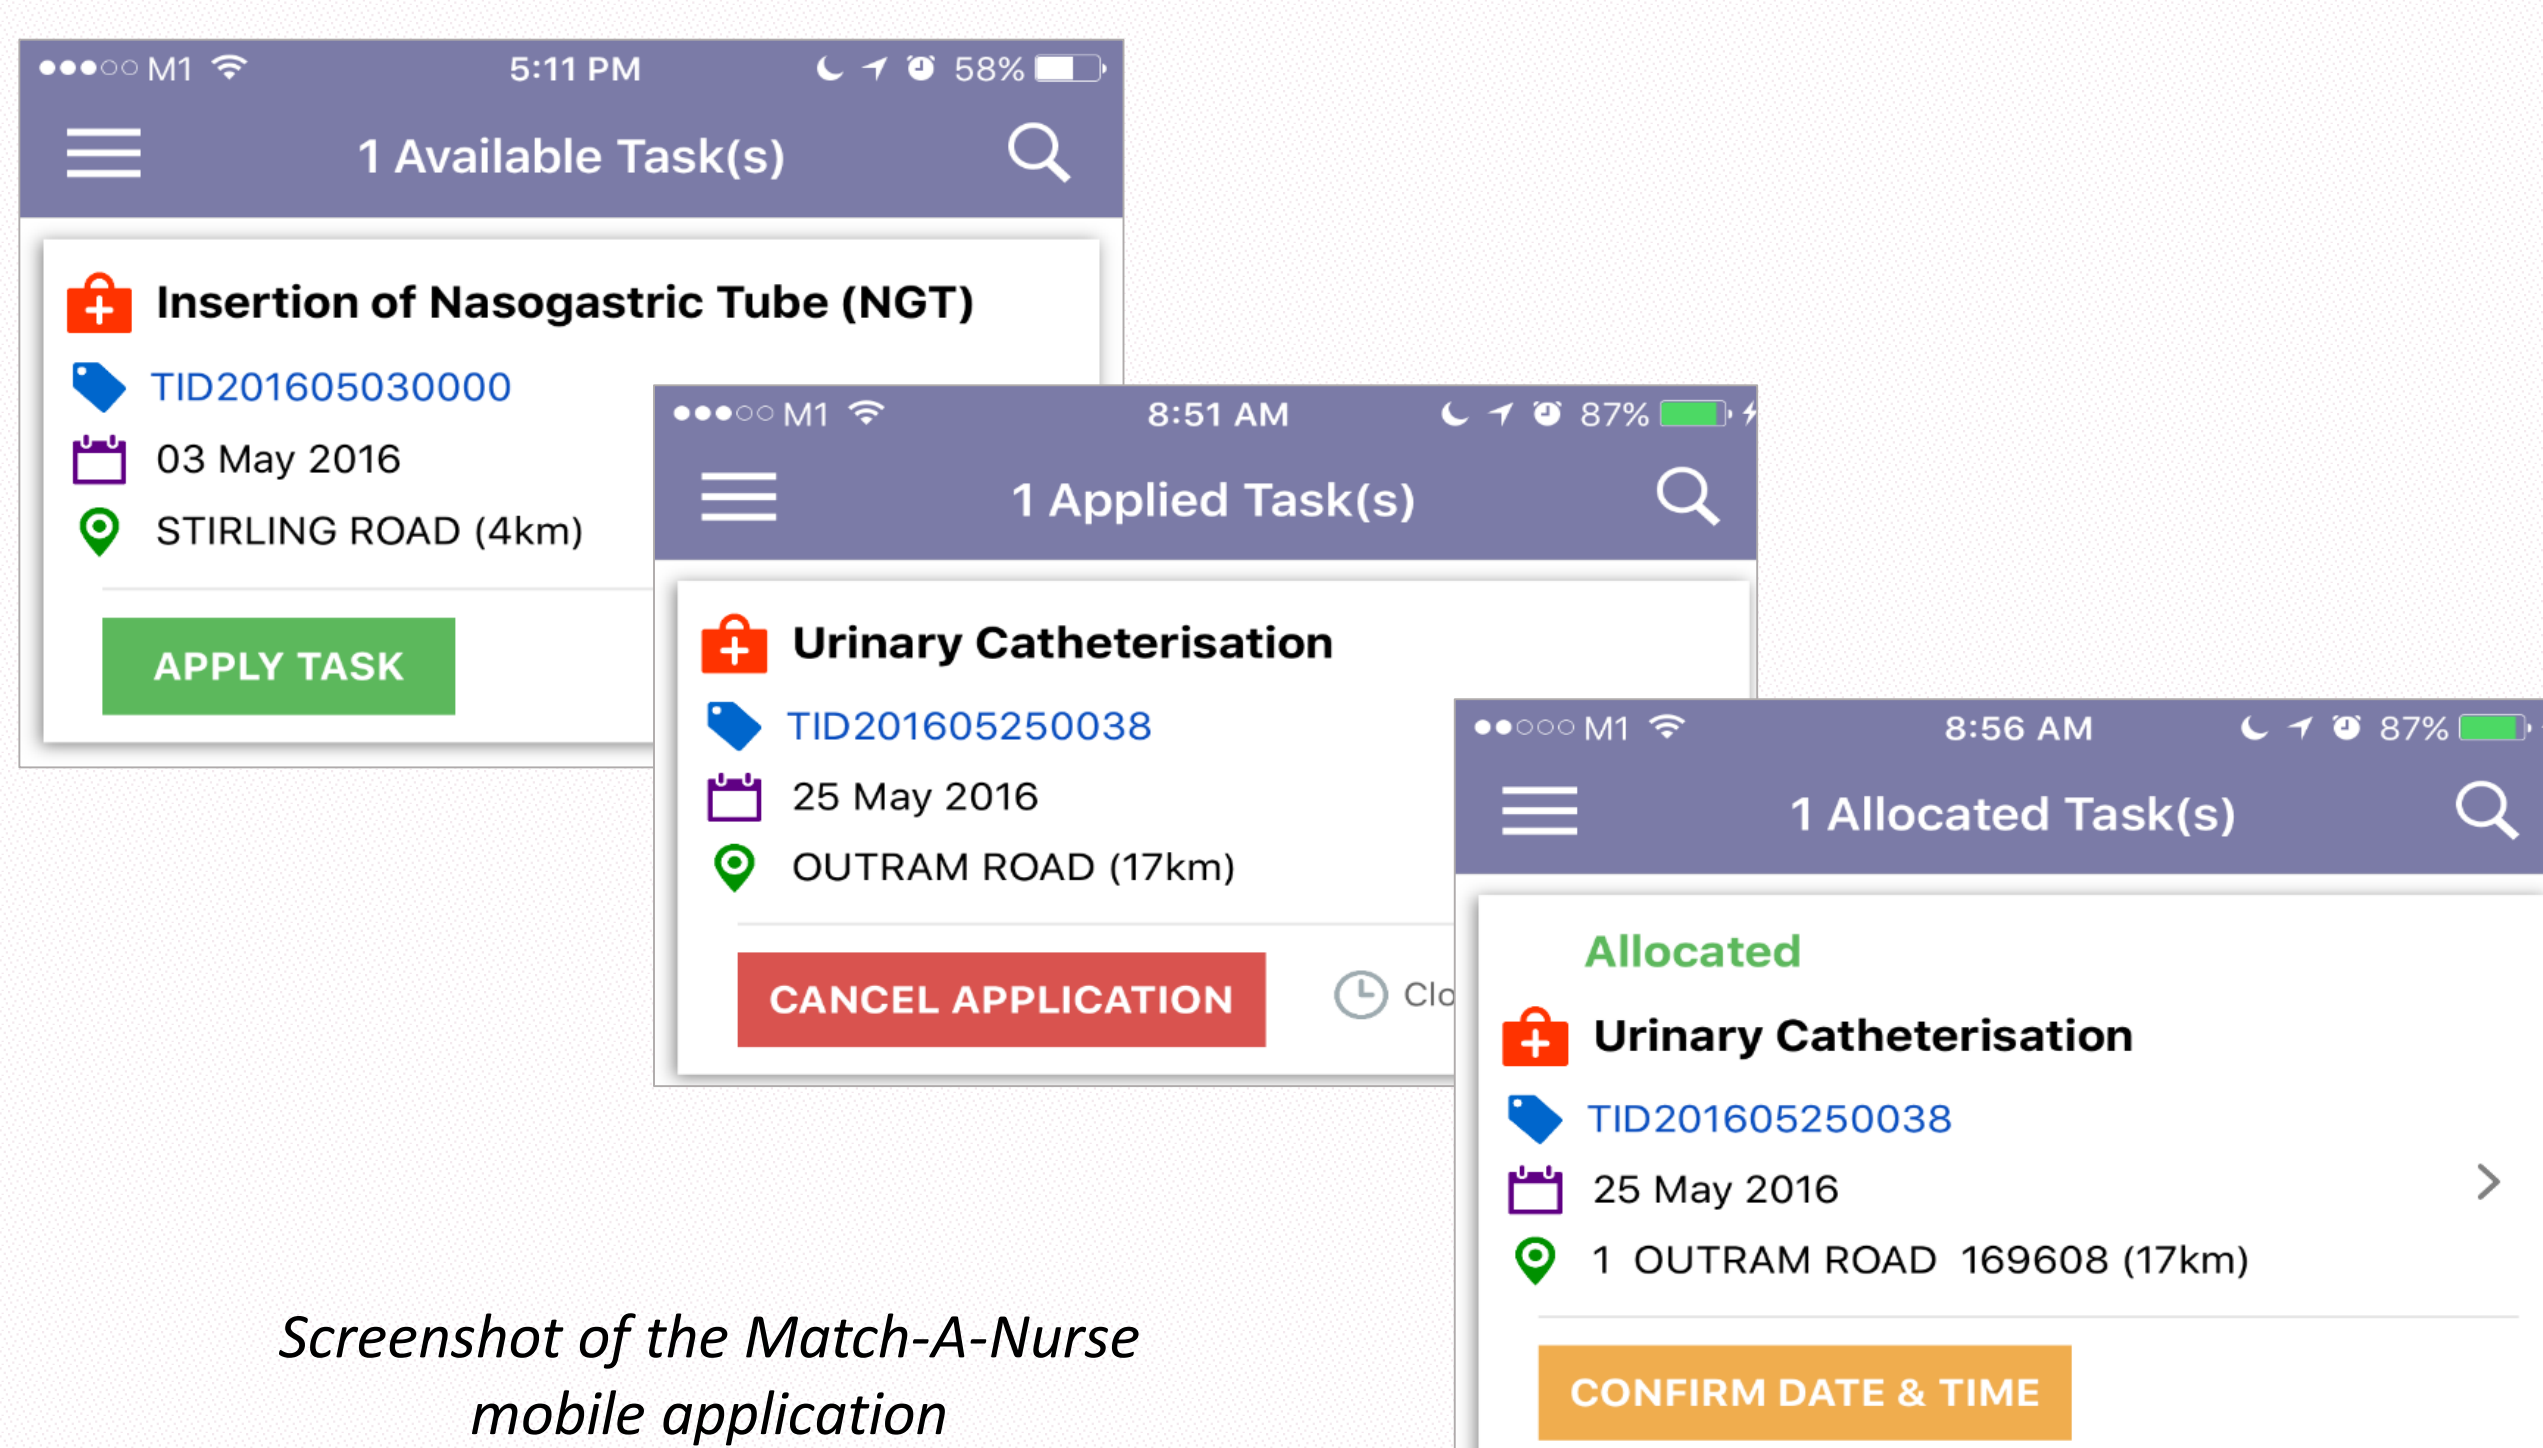 M1 5:11 PM 58%
1 Available Task(s)
Insertion of Nasogastric Tube (NGT)
TID201605030000
03 May 2016
STIRLING ROAD (4km)
APPLY TASK
M1 8:51 AM 87%
1 Applied Task(s)
Urinary Catheterisation
TID201605250038
25 May 2016
OUTRAM ROAD (17km)
CANCEL APPLICATION
M1 8:56 AM 87%
1 Allocated Task(s)
Allocated
Urinary Catheterisation
TID201605250038
25 May 2016
1 OUTRAM ROAD 169608 (17km)
CONFIRM DATE & TIME
Screenshot of the Match-A-Nurse
mobile application